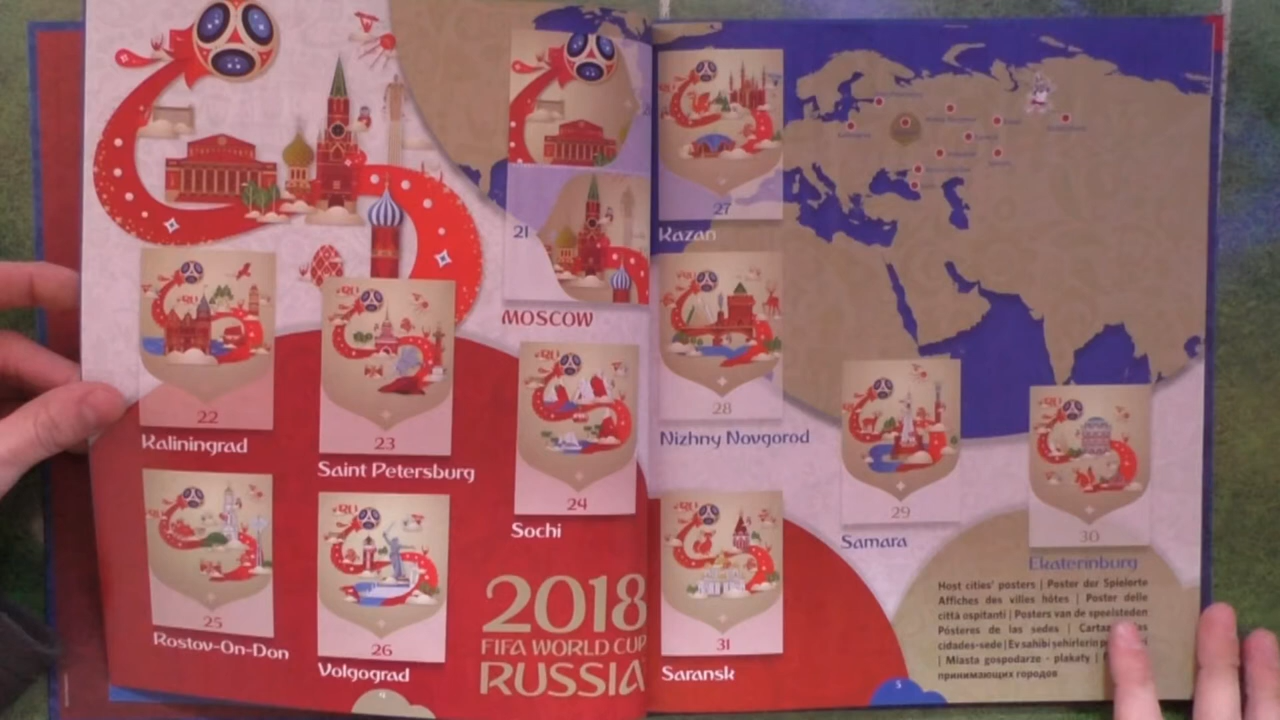 21
MOSCOW
22
Kaliningrad
23
Saint Petersburg
24
Sochi
25
Rostov-On-Don
26
Volgograd
2018
FIFA WORLD CUP
RUSSIA
27
Kazan
28
Nizhny Novgorod
29
Samara
30
Ekaterinburg
31
Saransk
Host cities' posters | Poster der Spielorte
Affiches des villes hôtes | Poster delle
città ospitanti | Posters van de speelsteden
Pósteres de las sedes |
cidades-sede | Ev sahibi şehirlerin
| Miasta gospodarze - plakaty |
принимающих городов
4
5